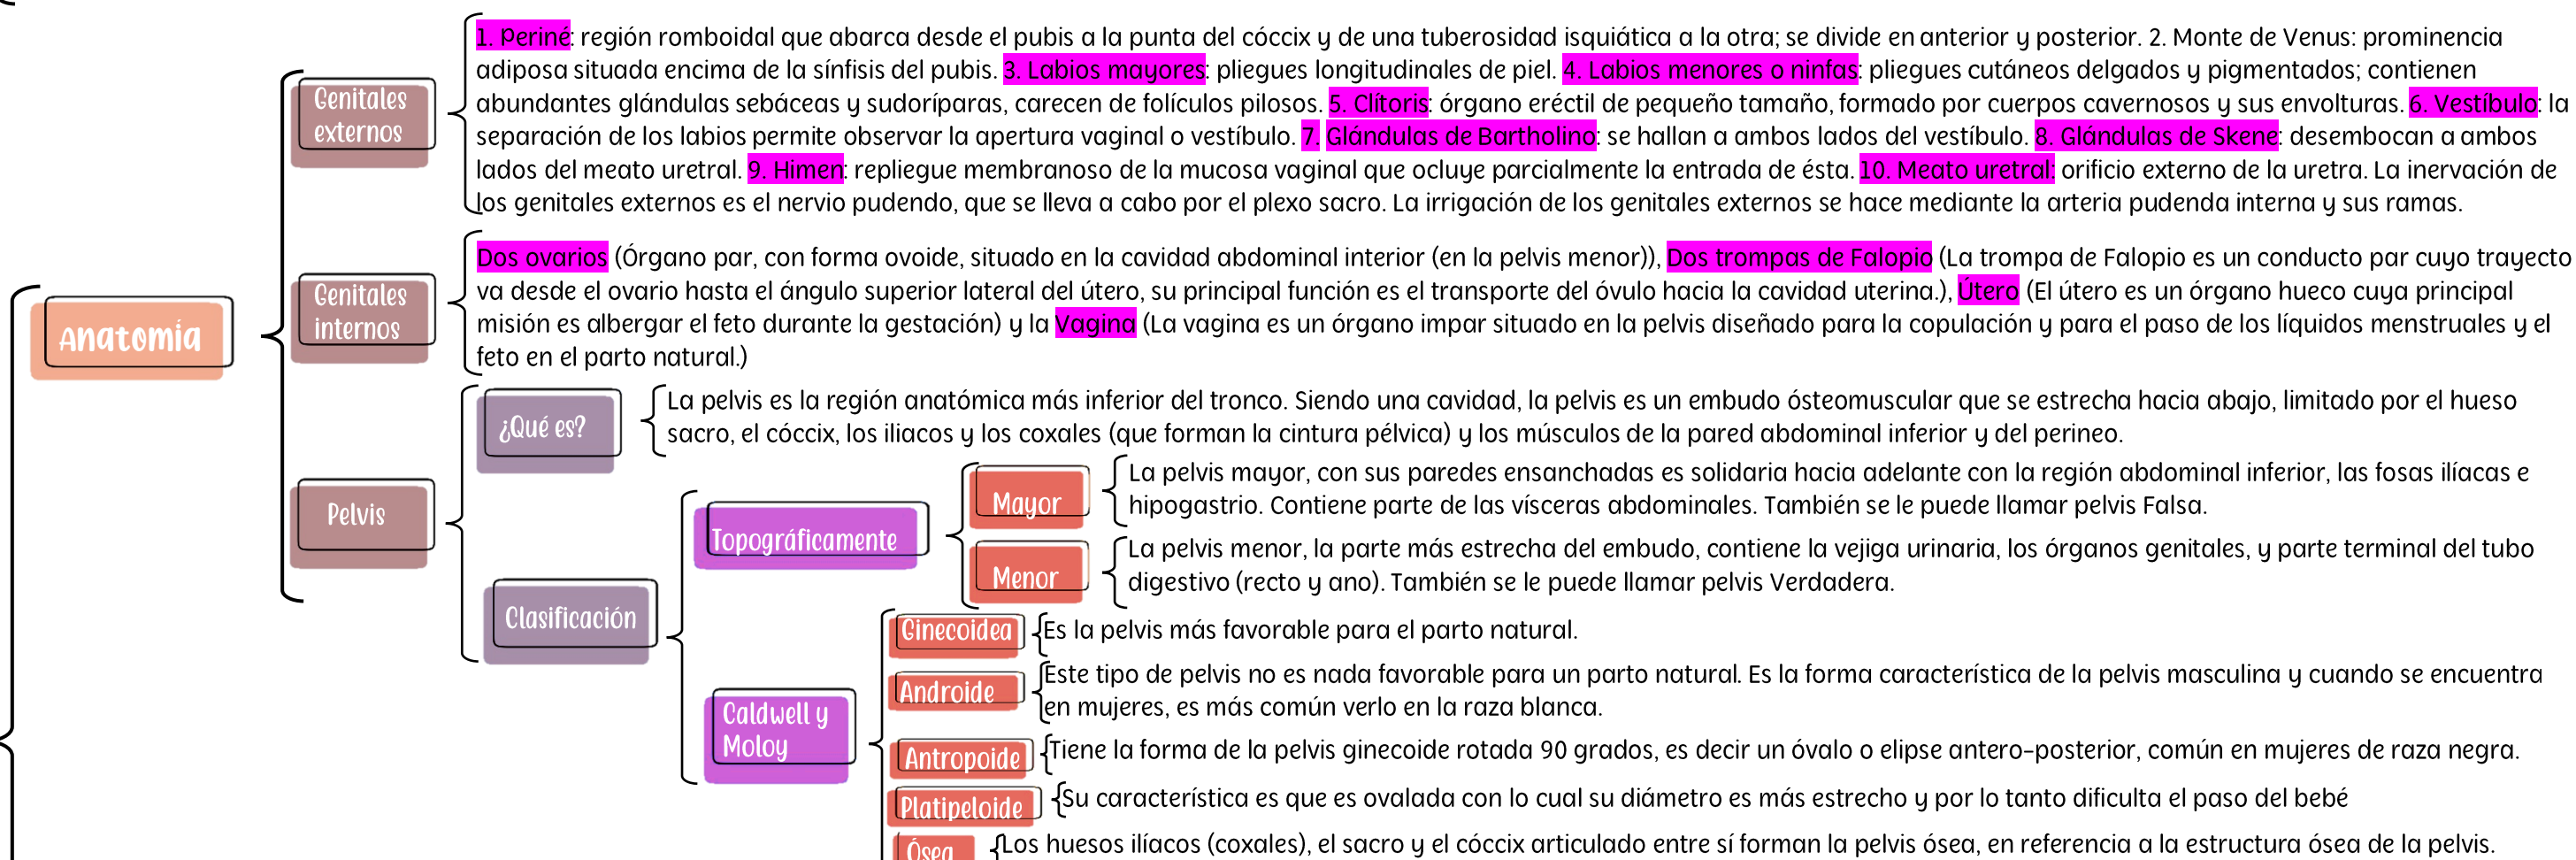 Anatomía
Genitales
externos
1. Periné: región romboidal que abarca desde el pubis a la punta del cóccix y de una tuberosidad isquiática a la otra; se divide en anterior y posterior. 2. Monte de Venus: prominencia
adiposa situada encima de la sínfisis del pubis. 3. Labios mayores: pliegues longitudinales de piel. 4. Labios menores o ninfas: pliegues cutáneos delgados y pigmentados; contienen
abundantes glándulas sebáceas y sudoríparas, carecen de folículos pilosos. 5. Clítoris: órgano eréctil de pequeño tamaño, formado por cuerpos cavernosos y sus envolturas. 6. Vestíbulo: la
separación de los labios permite observar la apertura vaginal o vestíbulo. 7. Glándulas de Bartholino: se hallan a ambos lados del vestíbulo. 8. Glándulas de Skene: desembocan a ambos
lados del meato uretral. 9. Himen: repliegue membranoso de la mucosa vaginal que ocluye parcialmente la entrada de ésta. 10. Meato uretral: orificio externo de la uretra. La inervación de
los genitales externos es el nervio pudendo, que se lleva a cabo por el plexo sacro. La irrigación de los genitales externos se hace mediante la arteria pudenda interna y sus ramas.
Genitales
internos
Dos ovarios (Órgano par, con forma ovoide, situado en la cavidad abdominal interior (en la pelvis menor)), Dos trompas de Falopio (La trompa de Falopio es un conducto par cuyo trayecto
va desde el ovario hasta el ángulo superior lateral del útero, su principal función es el transporte del óvulo hacia la cavidad uterina.), Útero (El útero es un órgano hueco cuya principal
misión es albergar el feto durante la gestación) y la Vagina (La vagina es un órgano impar situado en la pelvis diseñado para la copulación y para el paso de los líquidos menstruales y el
feto en el parto natural.)
Pelvis
¿Qué es?
La pelvis es la región anatómica más inferior del tronco. Siendo una cavidad, la pelvis es un embudo ósteomuscular que se estrecha hacia abajo, limitado por el hueso
sacro, el cóccix, los iliacos y los coxales (que forman la cintura pélvica) y los músculos de la pared abdominal inferior y del perineo.
Clasificación
Topográficamente
Mayor
La pelvis mayor, con sus paredes ensanchadas es solidaria hacia adelante con la región abdominal inferior, las fosas ilíacas e
hipogastrio. Contiene parte de las vísceras abdominales. También se le puede llamar pelvis Falsa.
Menor
La pelvis menor, la parte más estrecha del embudo, contiene la vejiga urinaria, los órganos genitales, y parte terminal del tubo
digestivo (recto y ano). También se le puede llamar pelvis Verdadera.
Caldwell y
Moloy
Ginecoidea
Es la pelvis más favorable para el parto natural.
Androide
Este tipo de pelvis no es nada favorable para un parto natural. Es la forma característica de la pelvis masculina y cuando se encuentra
en mujeres, es más común verlo en la raza blanca.
Antropoide
Tiene la forma de la pelvis ginecoide rotada 90 grados, es decir un óvalo o elipse antero-posterior, común en mujeres de raza negra.
Platipeloide
Su característica es que es ovalada con lo cual su diámetro es más estrecho y por lo tanto dificulta el paso del bebé
Ósea
Los huesos ilíacos (coxales), el sacro y el cóccix articulado entre sí forman la pelvis ósea, en referencia a la estructura ósea de la pelvis.